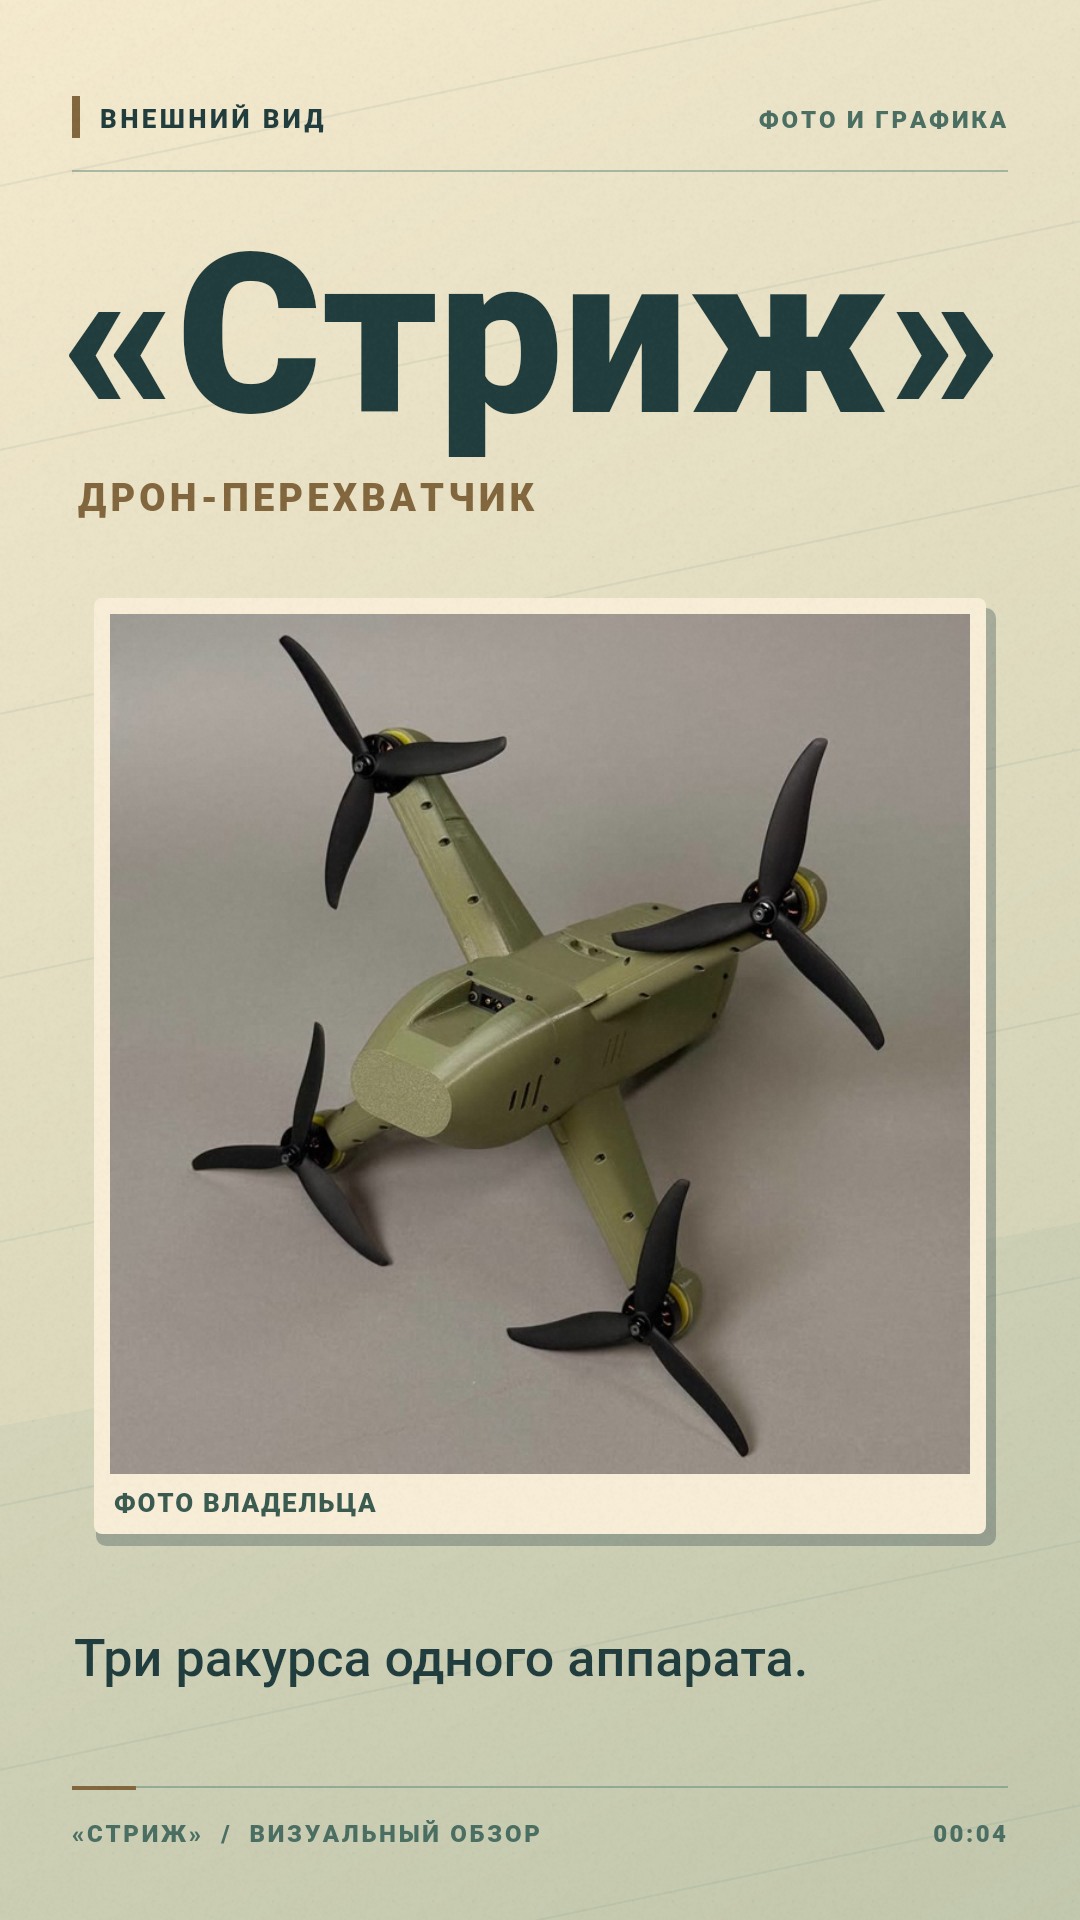 ВНЕШНИЙ ВИД
ФОТО И ГРАФИКА
«Стриж»
ДРОН-ПЕРЕХВАТЧИК
ФОТО ВЛАДЕЛЬЦА
Три ракурса одного аппарата.
«СТРИЖ» / ВИЗУАЛЬНЫЙ ОБЗОР
00:04